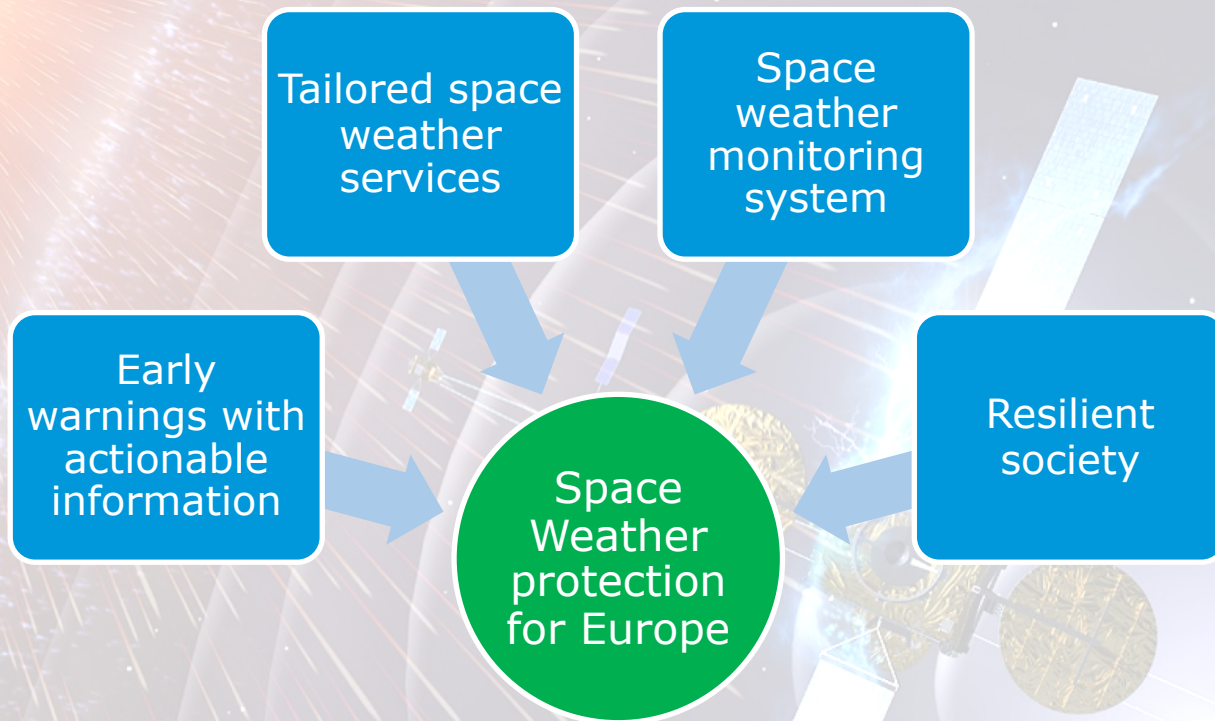 Tailored space
weather
services
Space
weather
monitoring
system
Early
warnings with
actionable
information
Resilient
society
Space
Weather
protection
for Europe